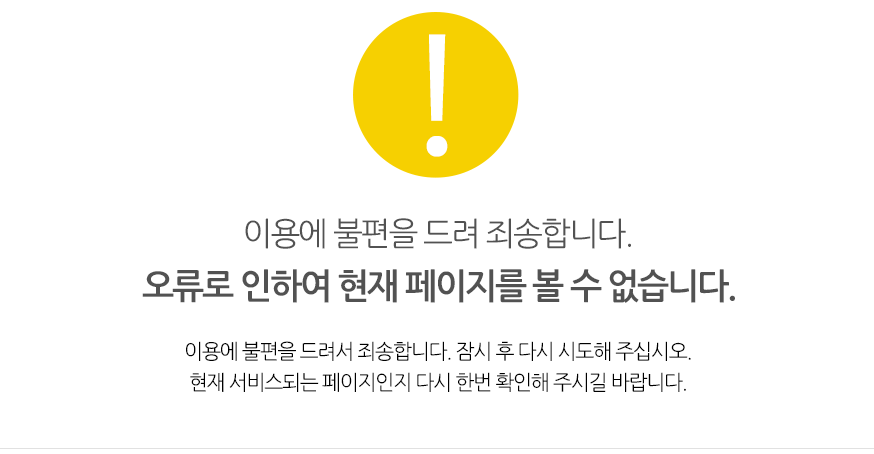 이용에 불편을 드려 죄송합니다.
오류로 인하여 현재 페이지를 볼 수 없습니다.
이용에 불편을 드려서 죄송합니다. 잠시 후 다시 시도해 주십시오.
현재 서비스되는 페이지인지 다시 한번 확인해 주시길 바랍니다.